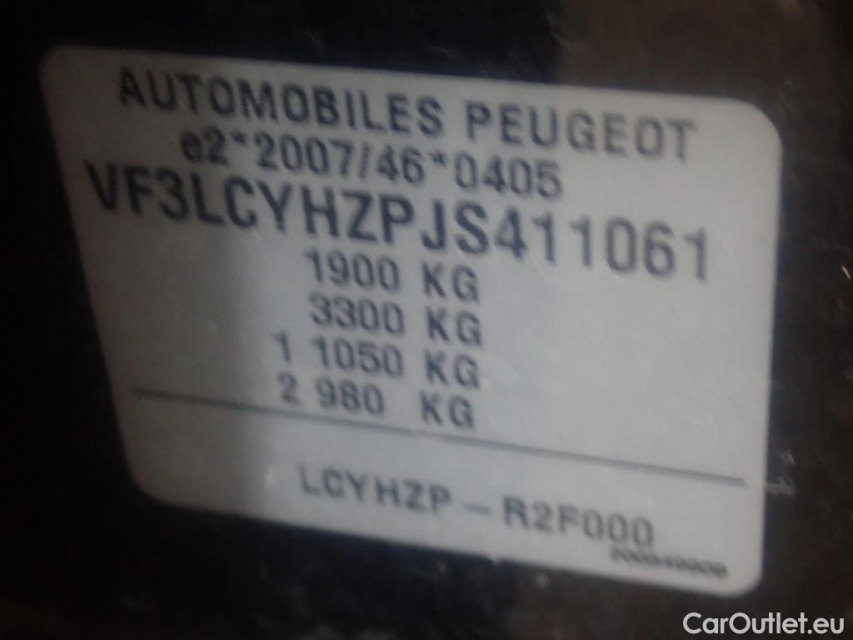 AUTOMOBILES PEUGEOT
e2*2007/46*0405
VF3LCYHZPJS411061
1900 KG
3300 KG
1 1050 KG
2 980 KG
LCYHZP - R2F000
CarOutlet.eu